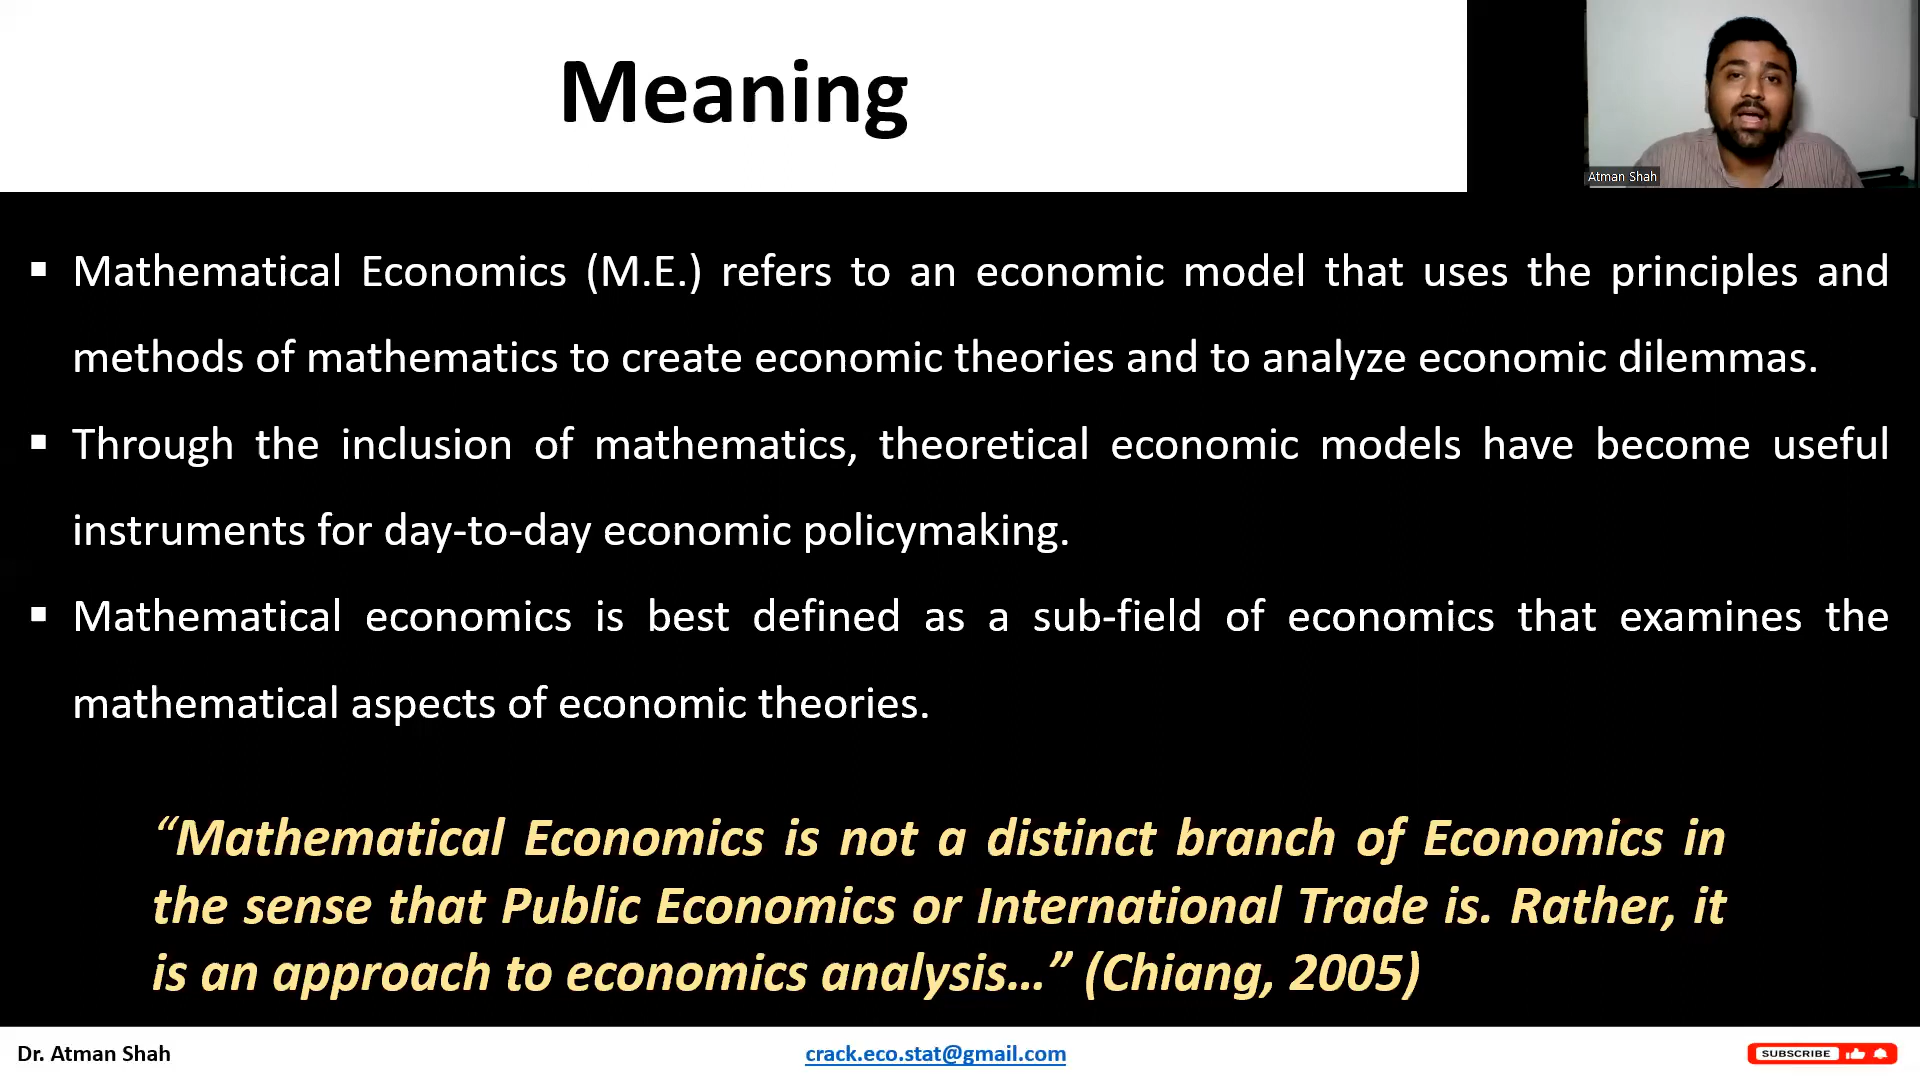 Meaning
Atman Shah
▪ Mathematical Economics (M.E.) refers to an economic model that uses the principles and
methods of mathematics to create economic theories and to analyze economic dilemmas.
▪ Through the inclusion of mathematics, theoretical economic models have become useful
instruments for day-to-day economic policymaking.
▪ Mathematical economics is best defined as a sub-field of economics that examines the
mathematical aspects of economic theories.
“Mathematical Economics is not a distinct branch of Economics in
the sense that Public Economics or International Trade is. Rather, it
is an approach to economics analysis…” (Chiang, 2005)
Dr. Atman Shah
crack.eco.stat@gmail.com
SUBSCRIBE